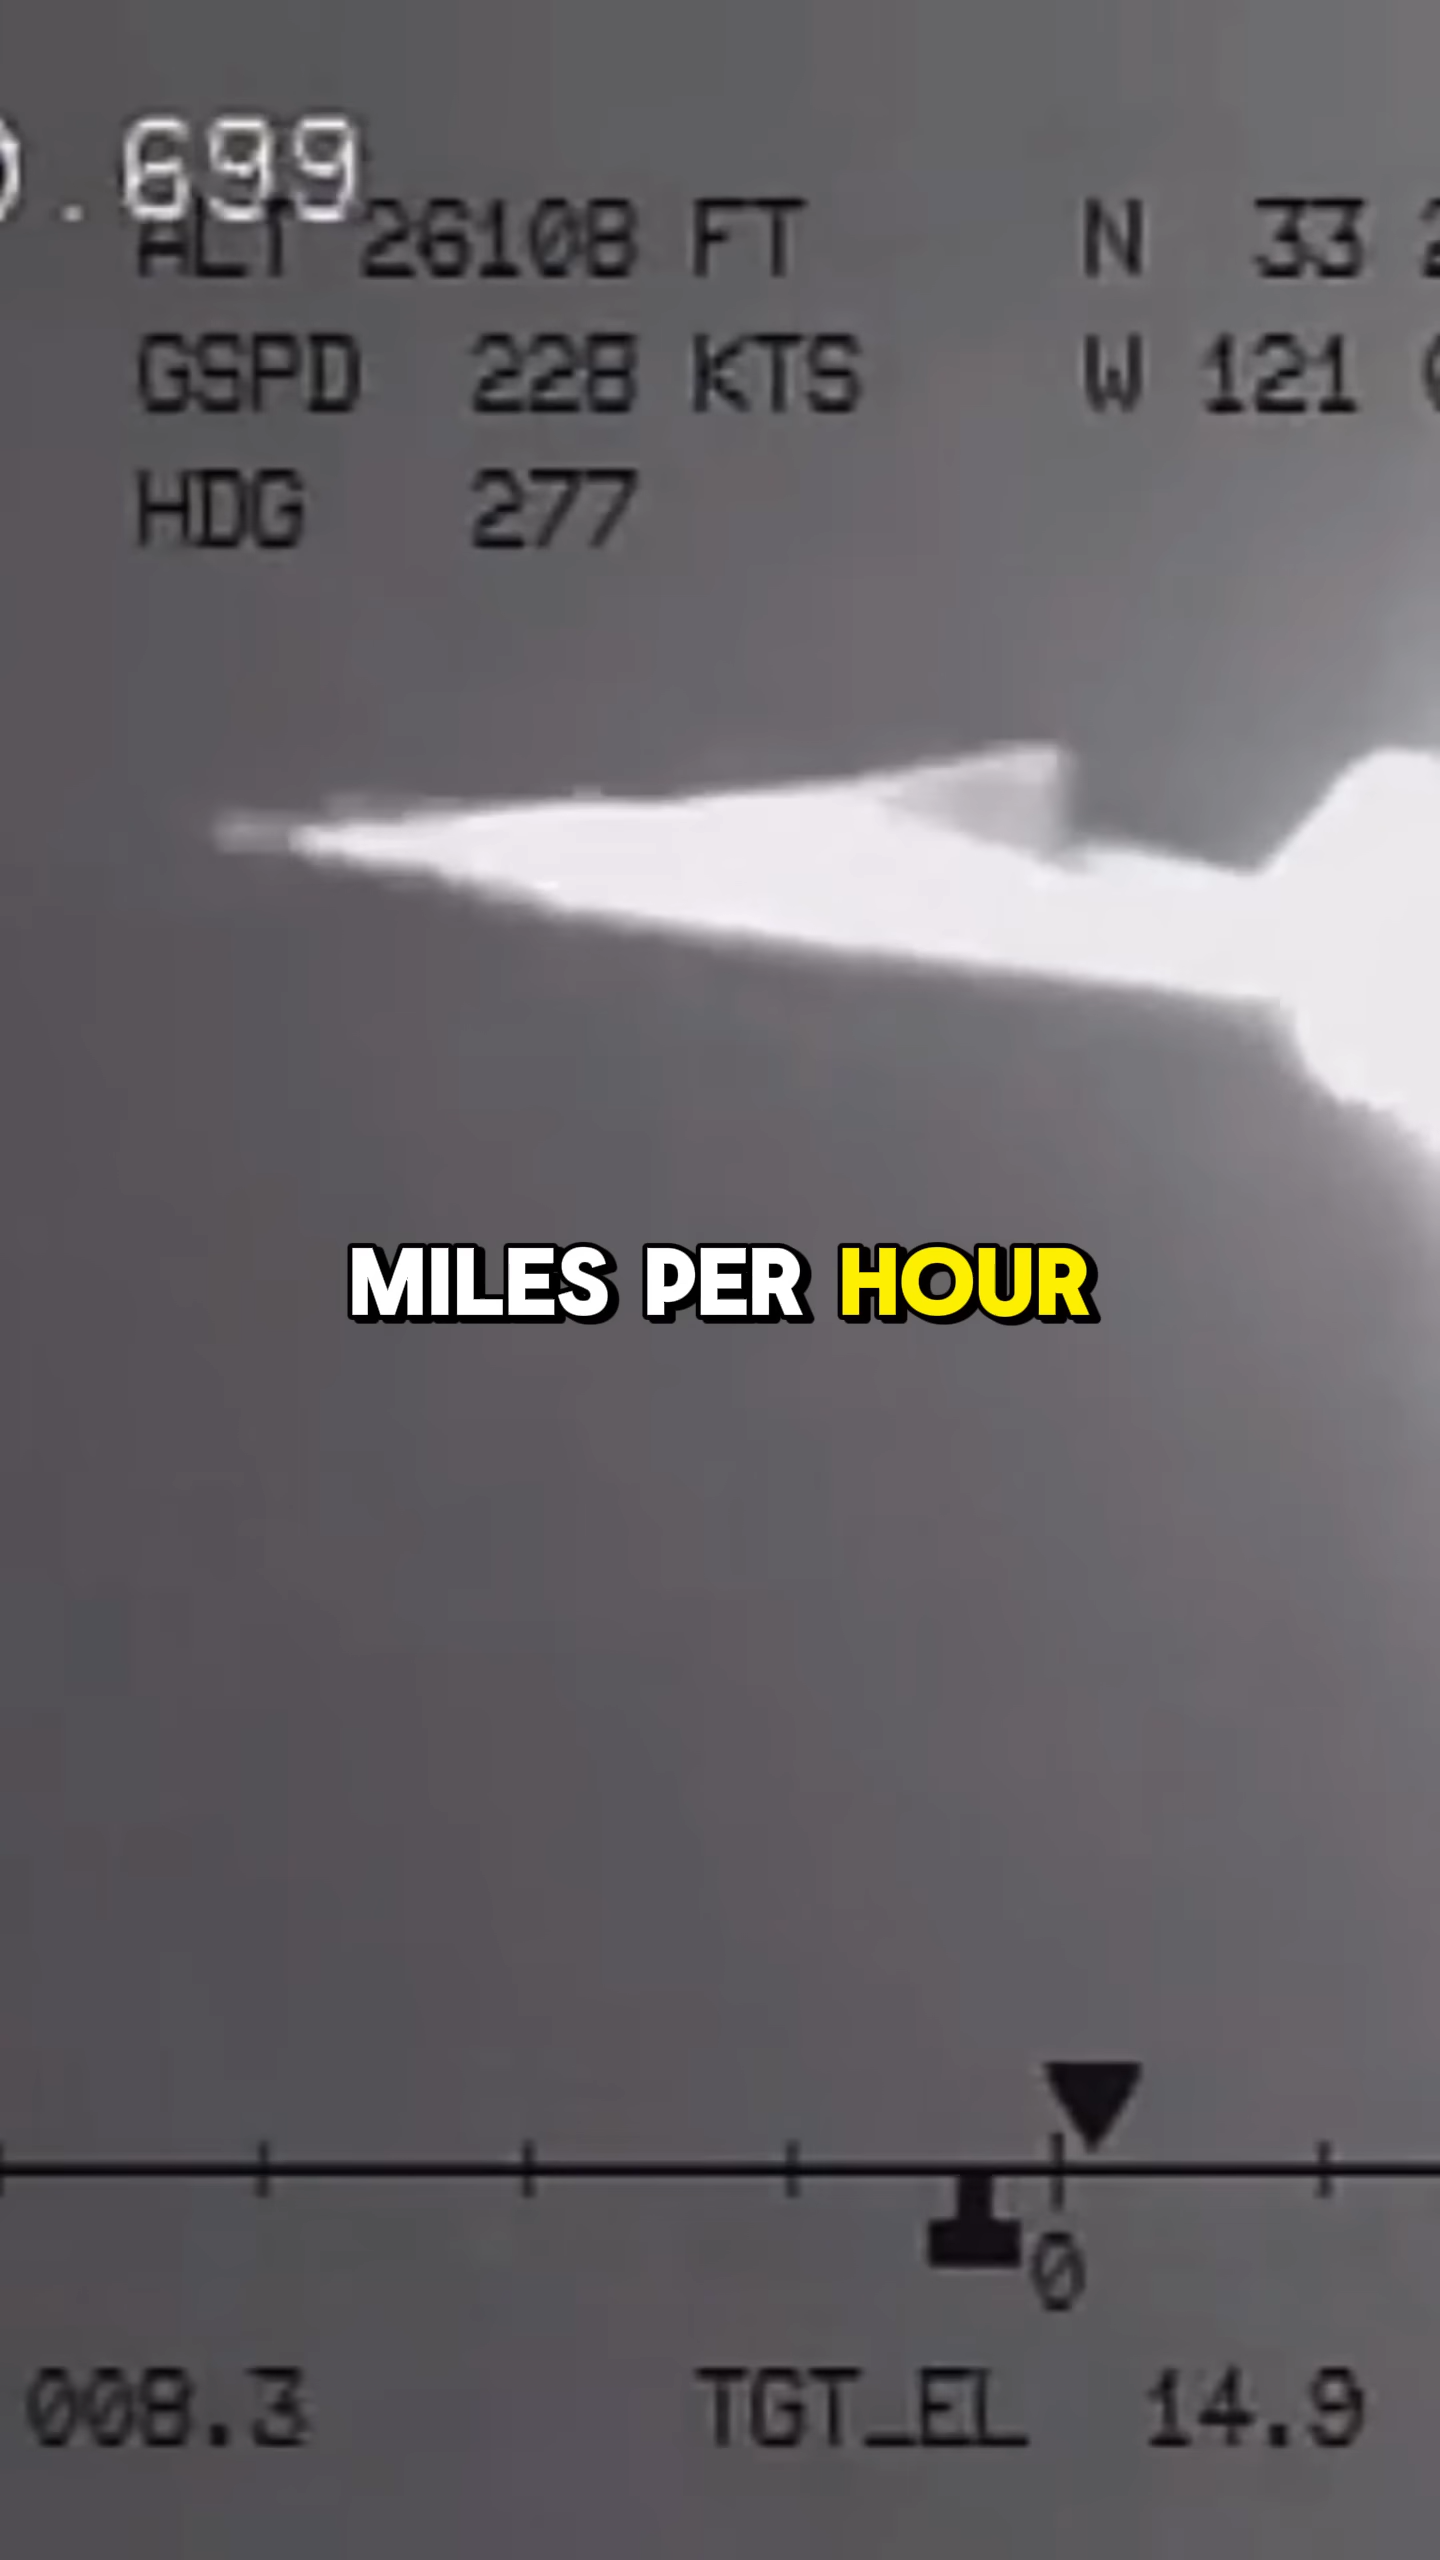 .699
ALT 26108 FT N 33
GSPD 228 KTS W 121
HDG 277
MILES PER HOUR
0
008.3 TGT_EL 14.9